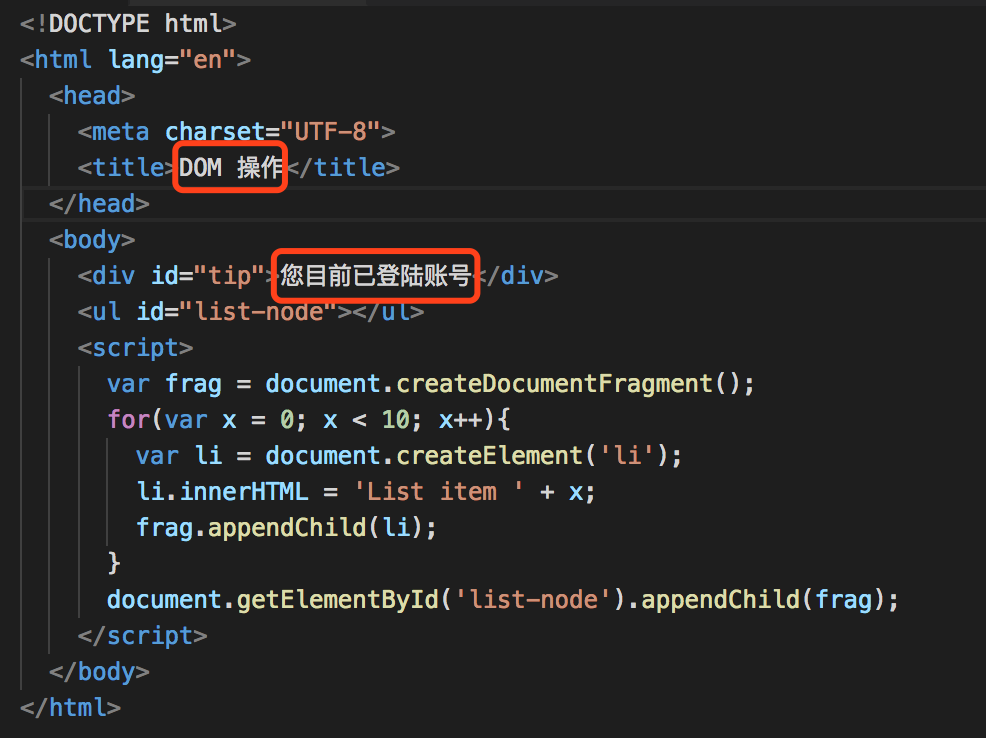 <!DOCTYPE html>
<html lang="en">
<head>
<meta charset="UTF-8">
<title>DOM 操作</title>
</head>
<body>
<div id="tip">您目前已登陆账号</div>
<ul id="list-node"></ul>
<script>
var frag = document.createDocumentFragment();
for(var x = 0; x < 10; x++){
var li = document.createElement('li');
li.innerHTML = 'List item ' + x;
frag.appendChild(li);
}
document.getElementById('list-node').appendChild(frag);
</script>
</body>
</html>